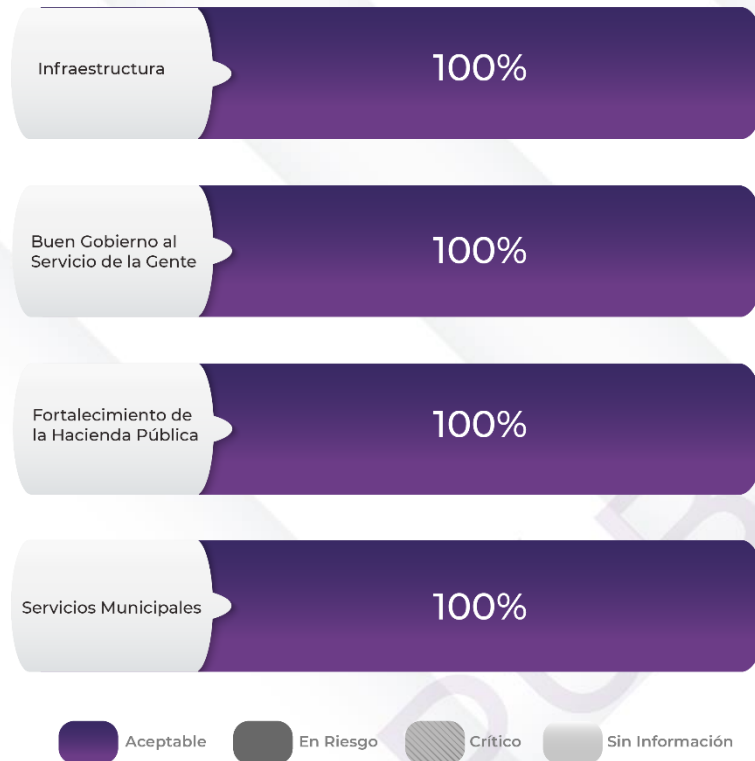 Infraestructura
100%
Buen Gobierno al
Servicio de la Gente
100%
Fortalecimiento de
la Hacienda Pública
100%
Servicios Municipales
100%
Aceptable
En Riesgo
Crítico
Sin Información